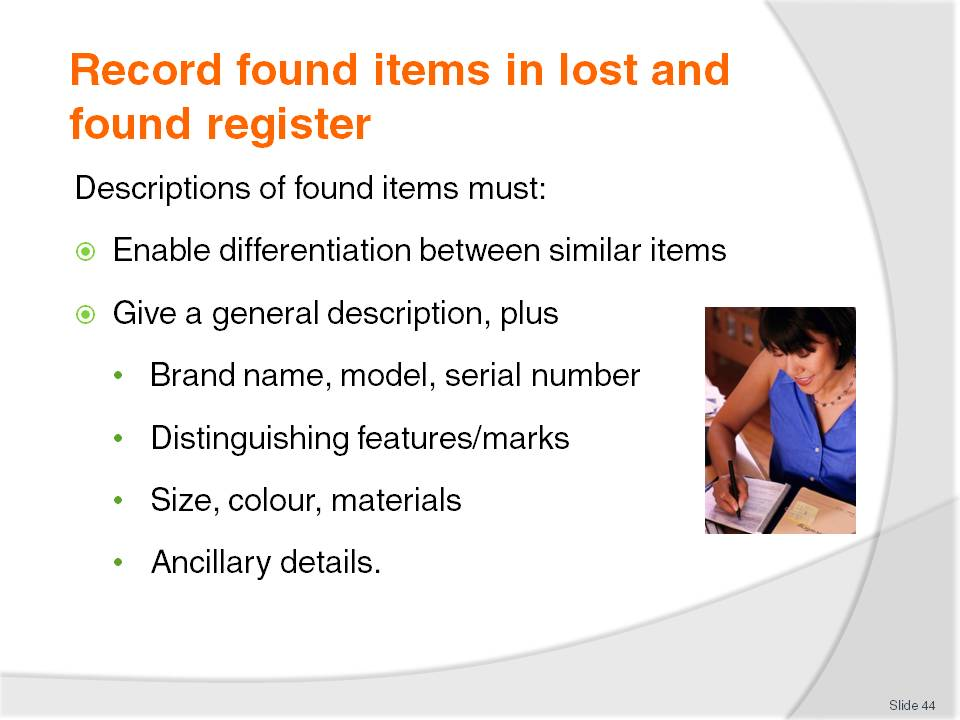 Record found items in lost and
found register
Descriptions of found items must:
Enable differentiation between similar items
Give a general description, plus
• Brand name, model, serial number
• Distinguishing features/marks
• Size, colour, materials
• Ancillary details.
Slide 44